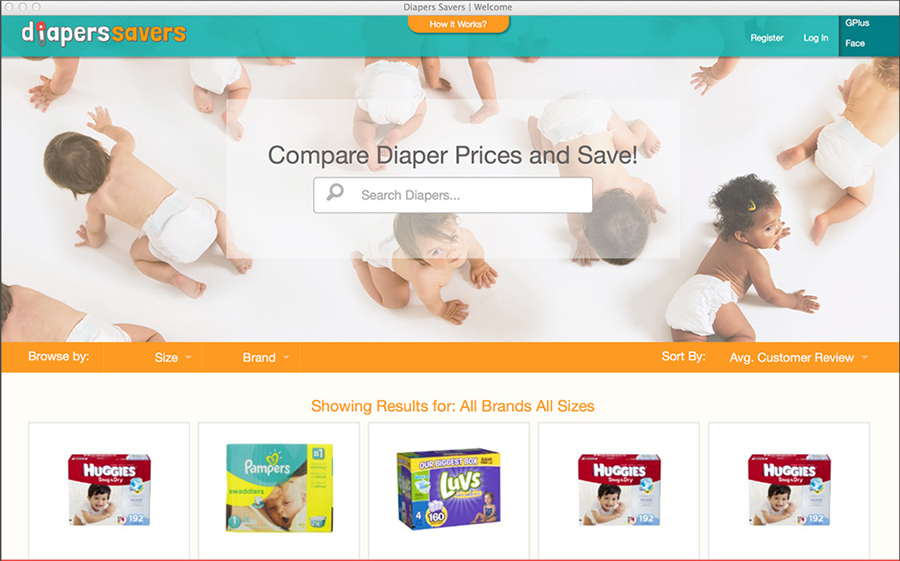 Diapers Savers | Welcome
diaperssavers
How it Works?
Register
Log In
GPlus
Face
Compare Diaper Prices and Save!
Search Diapers...
Browse by:
Size
Brand
Sort By:
Avg. Customer Review
Showing Results for: All Brands All Sizes
HUGGIES
Snug & Dry
192
Pampers
swaddlers
#1
1
OUR BIGGEST BOX
Luvs
4
160
HUGGIES
Snug & Dry
192
HUGGIES
Snug & Dry
192